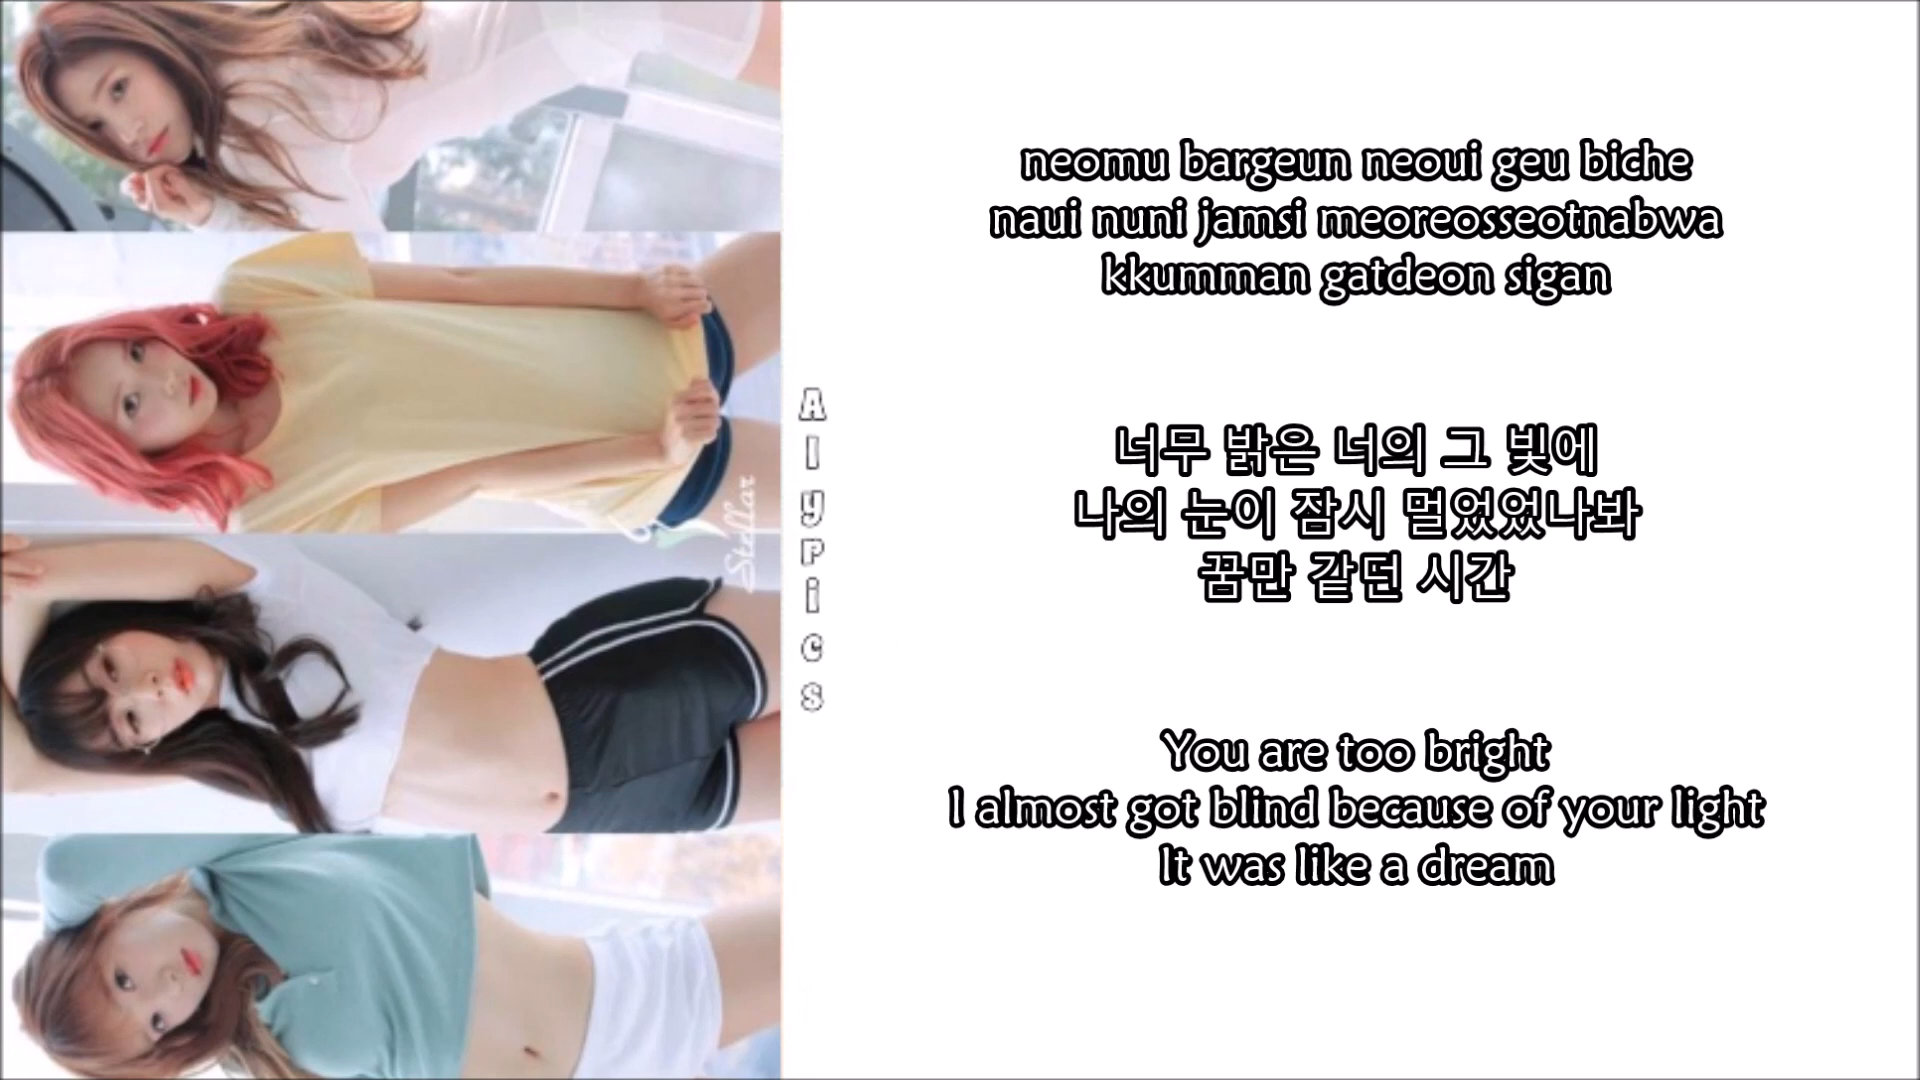 neomu bargeun neoui geu biche
naui nuni jamsi meoreosseotnabwa
kkumman gatdeon sigan
너무 밝은 너의 그 빛에
나의 눈이 잠시 멀었었나봐
꿈만 같던 시간
You are too bright
I almost got blind because of your light
It was like a dream
Stellar
AlyPics